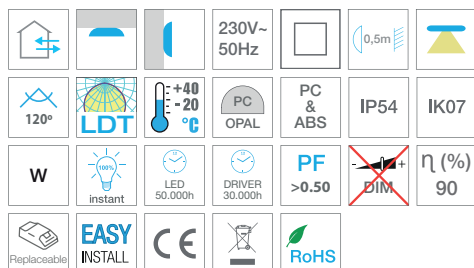 230V~
50Hz
0,5m
120º
LDT
+40
-20
°C
PC
OPAL
PC
&
ABS
IP54
IK07
W
100%
instant
LED
50.000h
DRIVER
30.000h
PF
>0.50
- +
DIM
η (%)
90
Replaceable
EASY
INSTALL
CE
RoHS